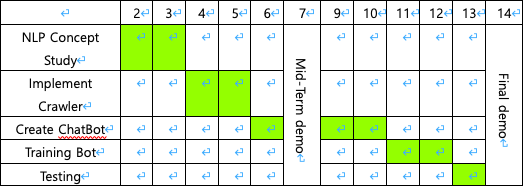 2 3 4 5 6 7 9 10 11 12 13 14
NLP Concept
Study
Implement
Crawler
Create ChatBot
Training Bot
Testing
Mid-Term demo
Final demo